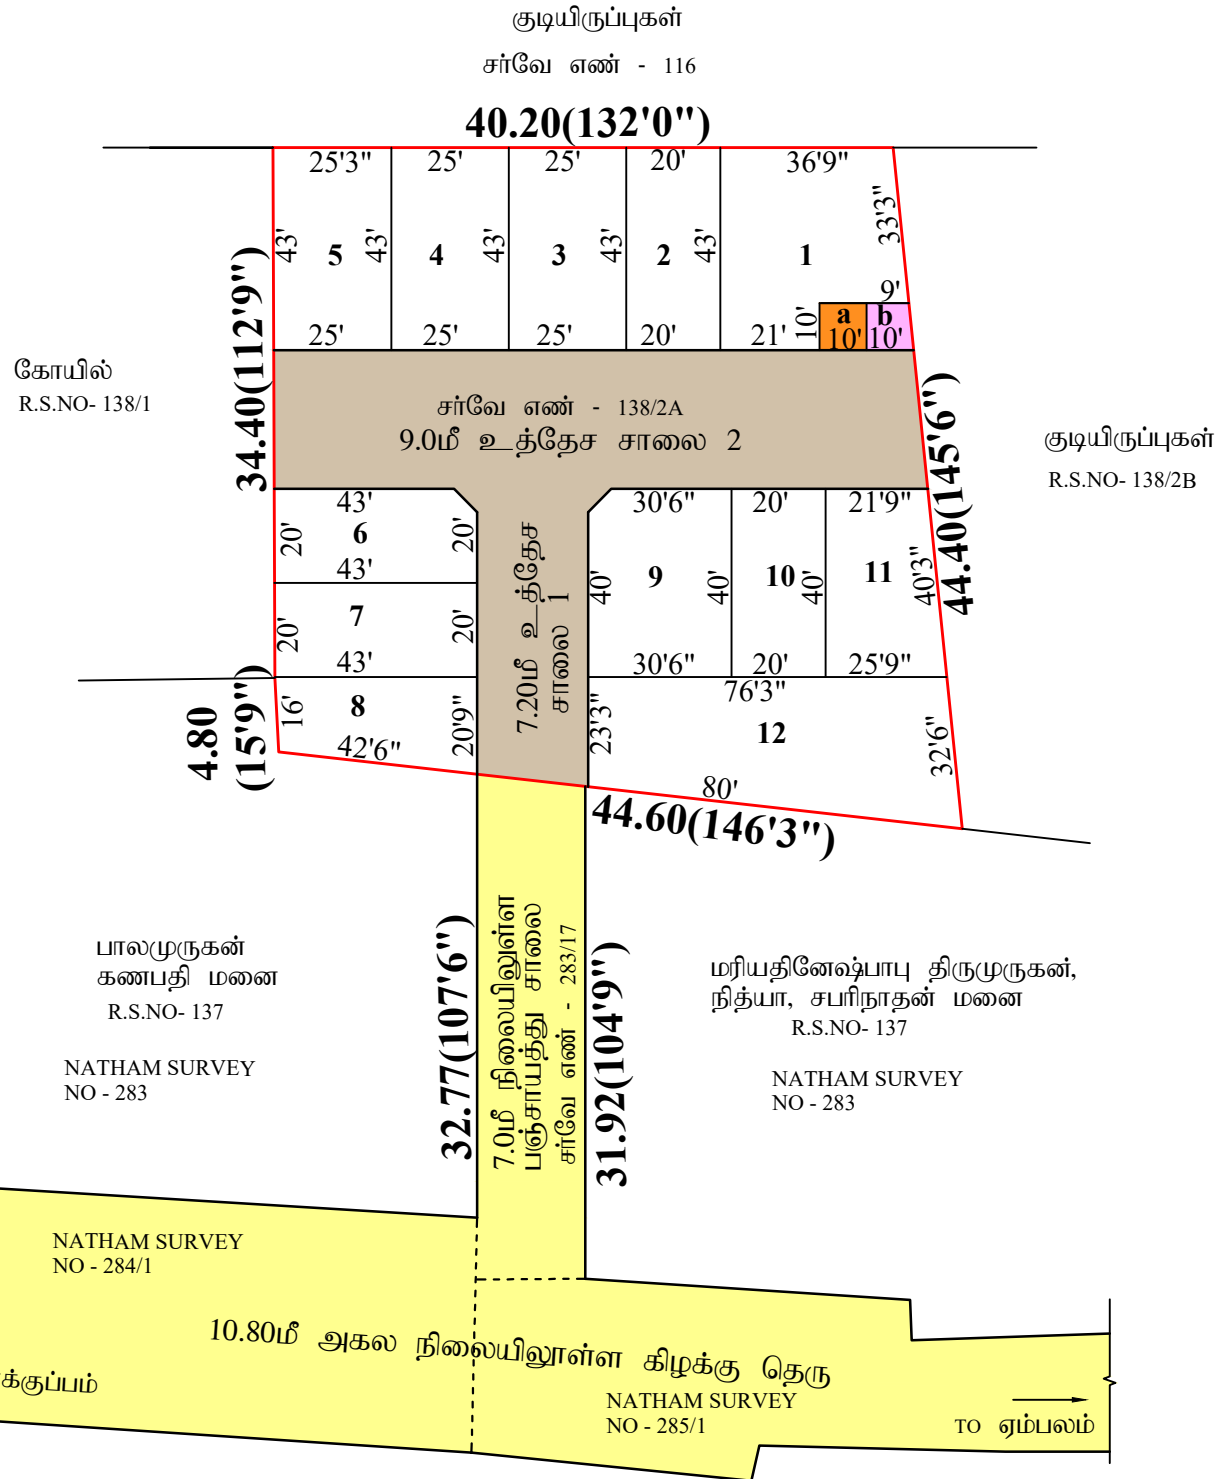 குடியிருப்புகள்
சர்வே எண் - 116
40.20(132'0")
25'3" 25' 25' 20' 36'9"
43' 43' 43' 43' 43' 33'3"
5 4 3 2 1
9'
10' a b
25' 25' 25' 20' 21' 10' 10'
34.40(112'9")
கோயில்
R.S.NO- 138/1
சர்வே எண் - 138/2A
9.0மீ உத்தேச சாலை 2
44.40(145'6")
குடியிருப்புகள்
R.S.NO- 138/2B
43' 30'6" 20' 21'9"
20' 6 20'
43'
7.20மீ உத்தேச
சாலை 1
40' 9 40' 10 40' 11 40'3"
20' 7 20'
43' 30'6" 20' 25'9"
76'3"
4.80
(15'9")
16' 8 20'9" 23'3" 12 32'6"
42'6" 80'
44.60(146'3")
பாலமுருகன்
கணபதி மனை
R.S.NO- 137
NATHAM SURVEY
NO - 283
32.77(107'6")
7.0மீ நிலையிலுள்ள
பஞ்சாயத்து சாலை
சர்வே எண் - 283/17
31.92(104'9")
மரியதினேஷ்பாபு திருமுருகன்,
நித்யா, சபரிநாதன் மனை
R.S.NO- 137
NATHAM SURVEY
NO - 283
NATHAM SURVEY
NO - 284/1
10.80மீ அகல நிலையிலூள்ள கிழக்கு தெரு
க்குப்பம்
NATHAM SURVEY
NO - 285/1
TO ஏம்பலம்